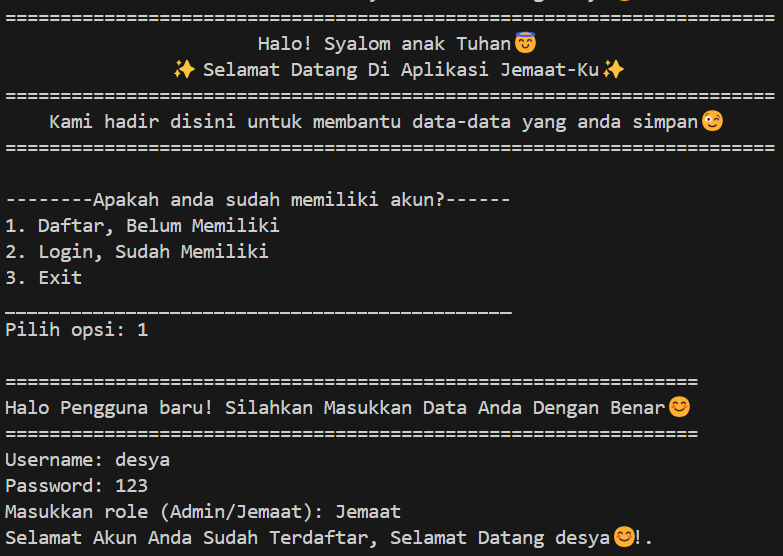 ======================================================================
Halo! Syalom anak Tuhan😇
✨ Selamat Datang Di Aplikasi Jemaat-Ku✨
======================================================================
Kami hadir disini untuk membantu data-data yang anda simpan😉
======================================================================
--------Apakah anda sudah memiliki akun?------
1. Daftar, Belum Memiliki
2. Login, Sudah Memiliki
3. Exit
______________________________________________
Pilih opsi: 1
===============================================================
Halo Pengguna baru! Silahkan Masukkan Data Anda Dengan Benar😊
===============================================================
Username: desya
Password: 123
Masukkan role (Admin/Jemaat): Jemaat
Selamat Akun Anda Sudah Terdaftar, Selamat Datang desya😊!.